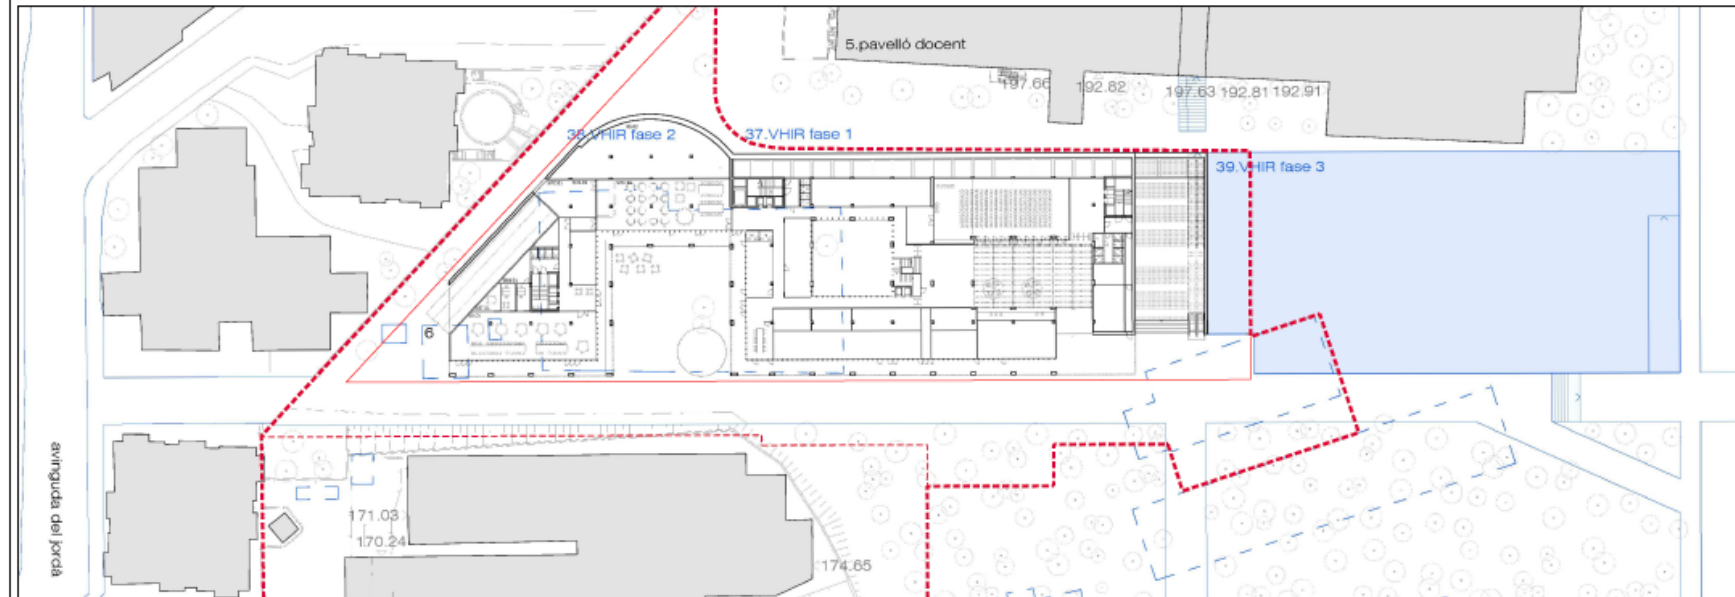 5.pavelló docent
197.66
192.82
197.63 192.81 192.91
38.VHIR fase 2
37.VHIR fase 1
39.VHIR fase 3
6
avinguda del jordà
171.03
170.24
174.65